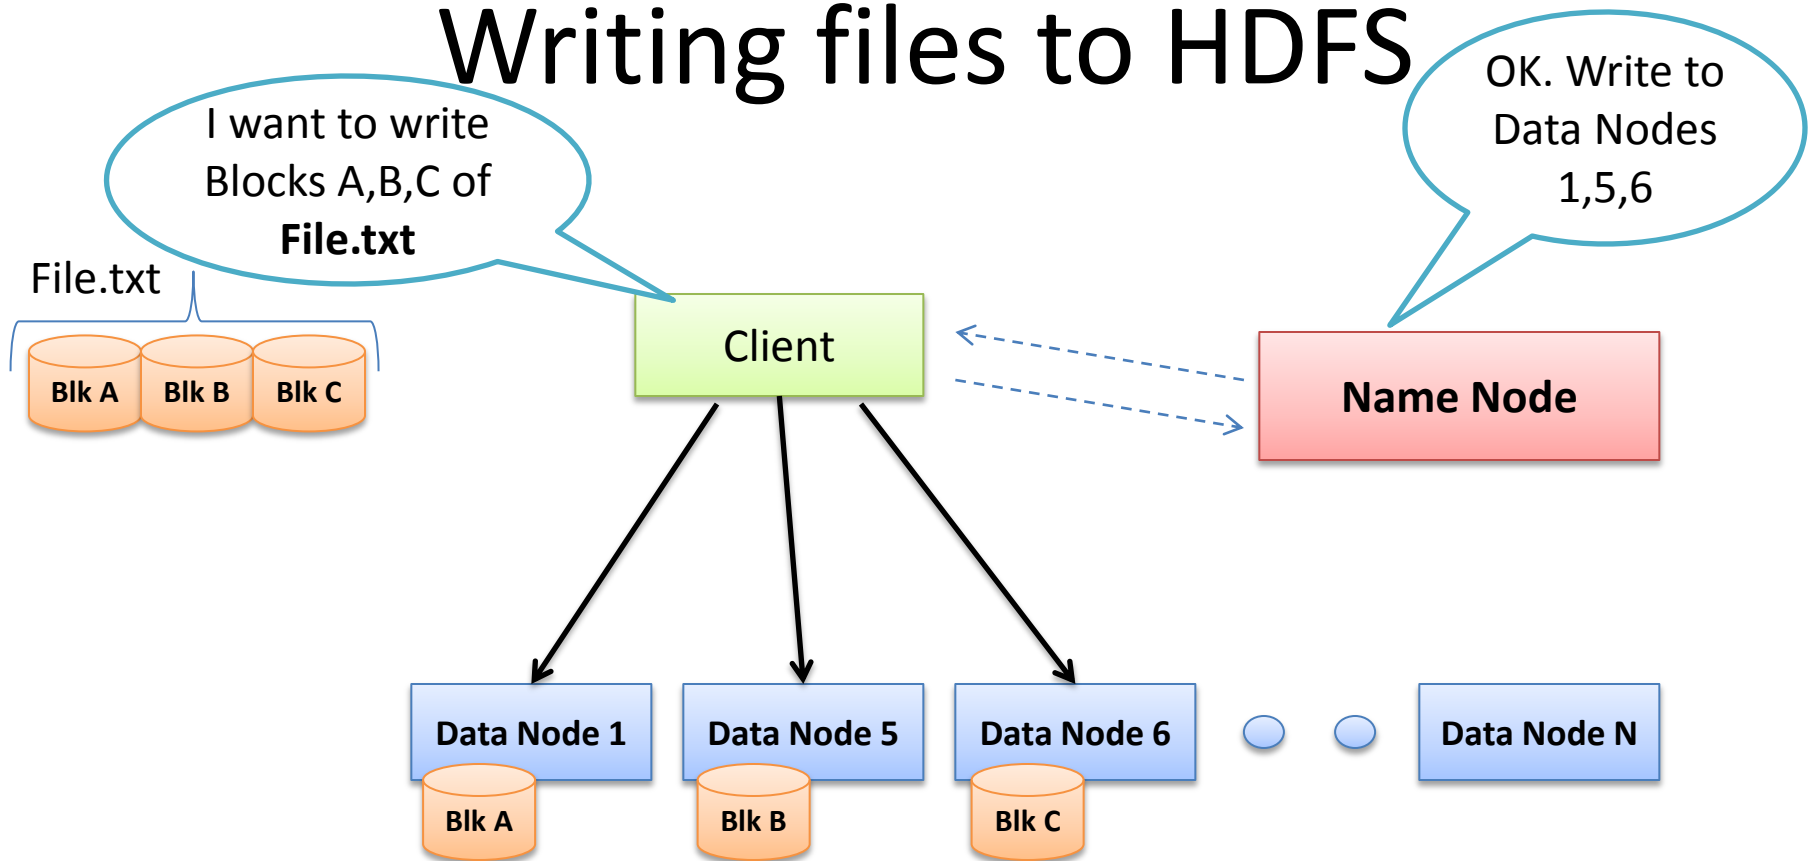 Writing files to HDFS
I want to write
Blocks A,B,C of
File.txt
OK. Write to
Data Nodes
1,5,6
File.txt
Blk A
Blk B
Blk C
Client
Name Node
Data Node 1
Data Node 5
Data Node 6
Data Node N
Blk A
Blk B
Blk C